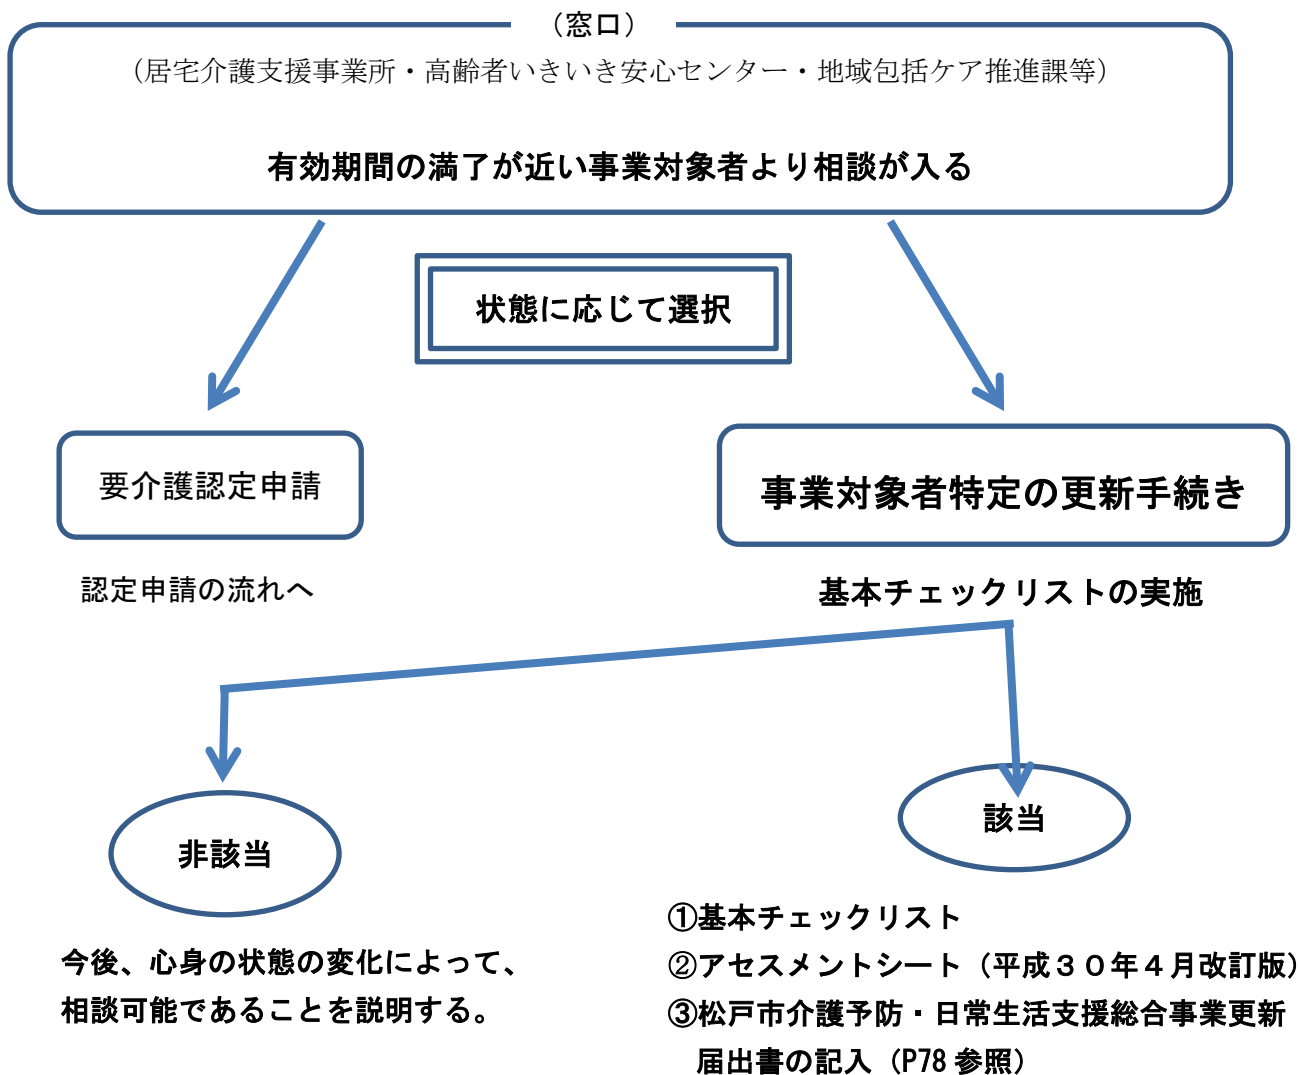 （窓口）
（居宅介護支援事業所・高齢者いきいき安心センター・地域包括ケア推進課等）
有効期間の満了が近い事業対象者より相談が入る
状態に応じて選択
要介護認定申請
事業対象者特定の更新手続き
認定申請の流れへ
基本チェックリストの実施
非該当
該当
今後、心身の状態の変化によって、
相談可能であることを説明する。
①基本チェックリスト
②アセスメントシート（平成３０年４月改訂版）
③松戸市介護予防・日常生活支援総合事業更新
届出書の記入（P78 参照）